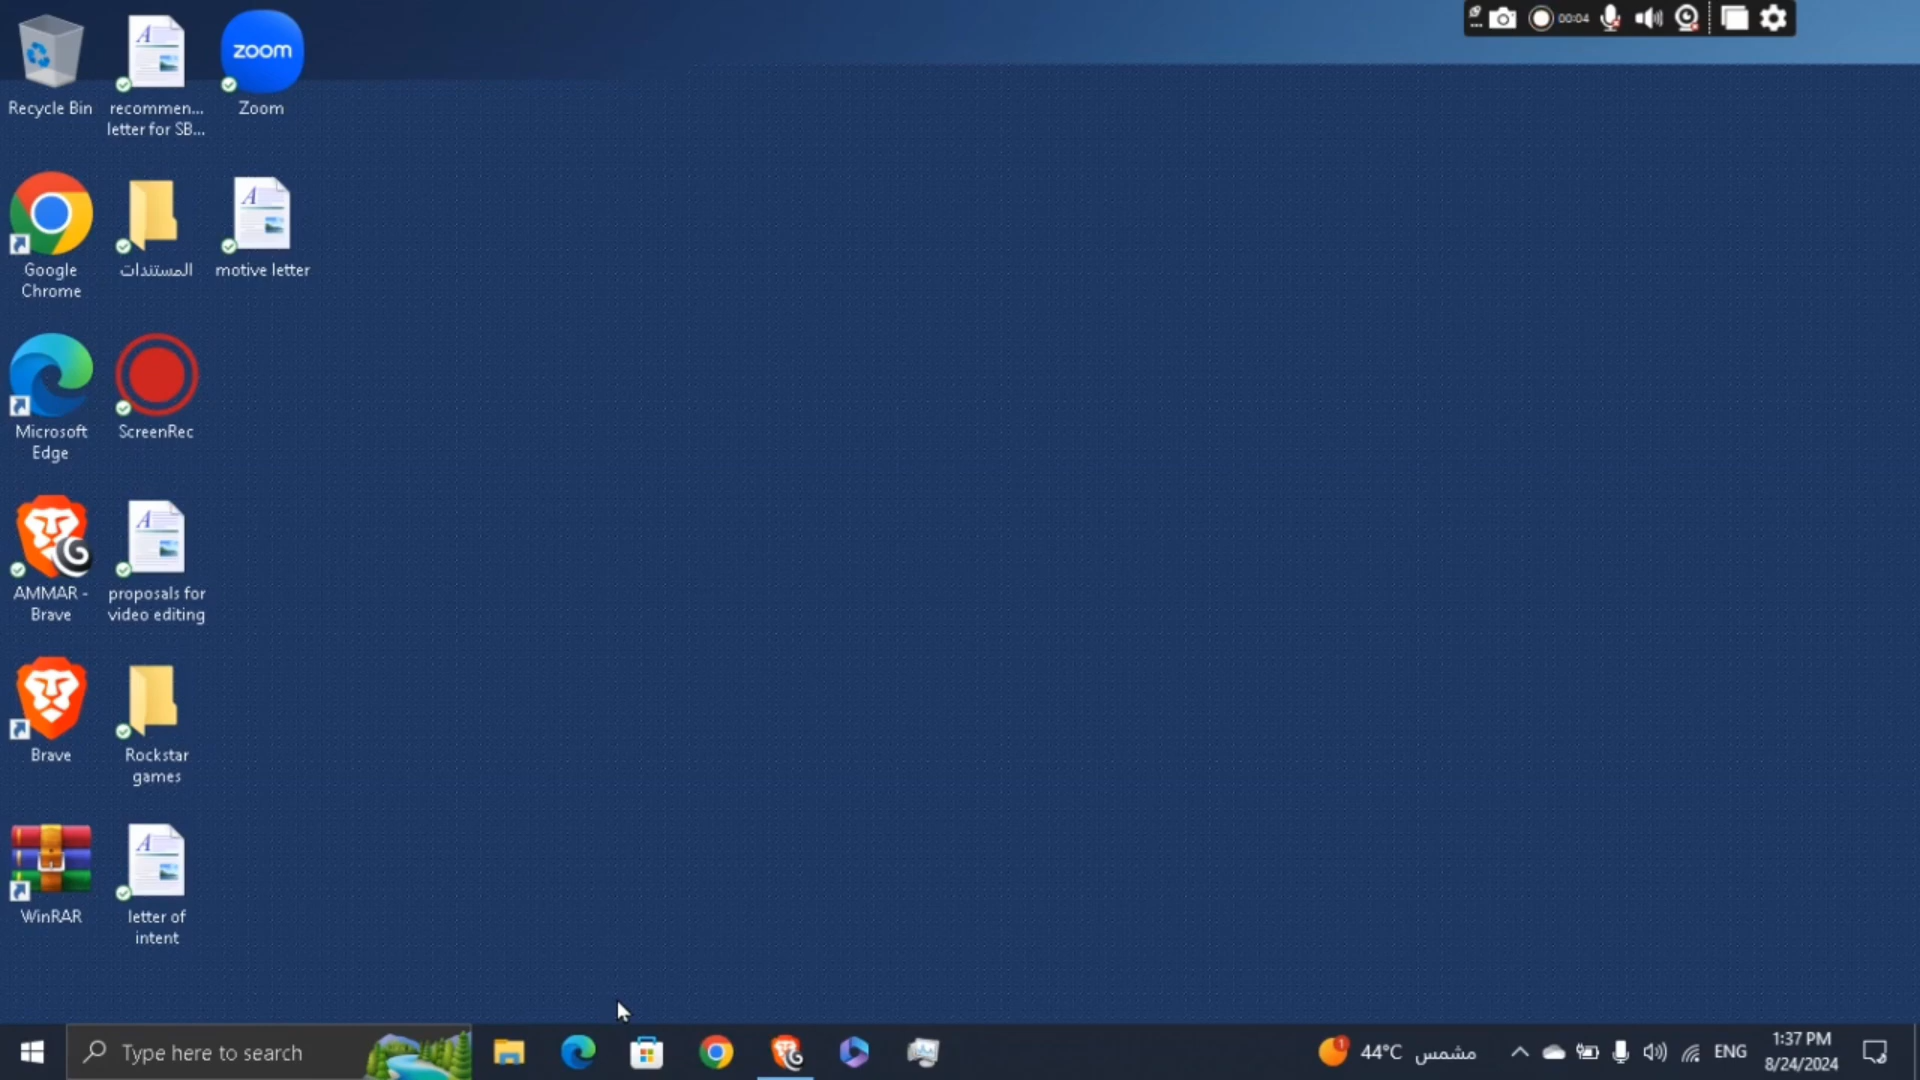 00:04
Recycle Bin
recommen...
letter for SB...
zoom
Zoom
Google
Chrome
المستندات
motive letter
Microsoft
Edge
ScreenRec
AMMAR -
Brave
proposals for
video editing
Brave
Rockstar
games
WinRAR
letter of
intent
Type here to search
1
44°C مشمس
ENG
1:37 PM
8/24/2024